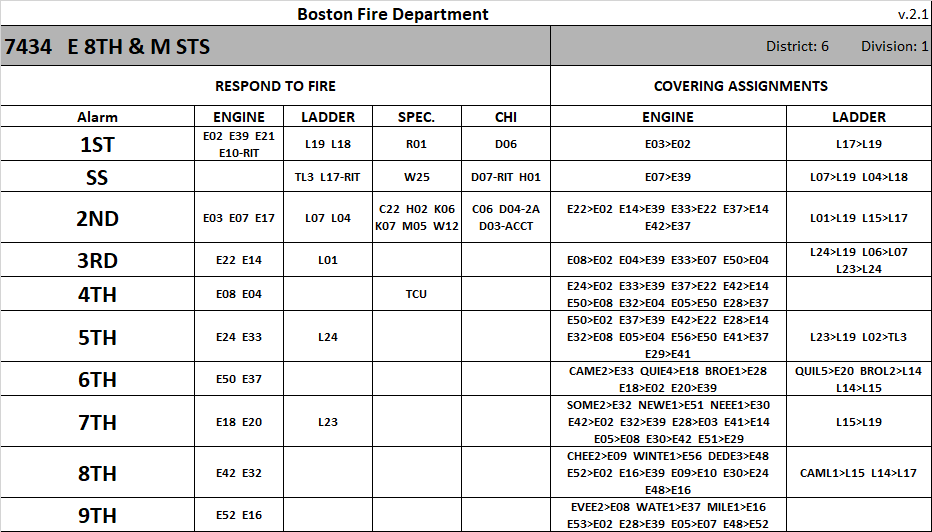 Boston Fire Department v.2.1
7434 E 8TH & M STS District: 6 Division: 1
RESPOND TO FIRE COVERING ASSIGNMENTS
Alarm ENGINE LADDER SPEC. CHI ENGINE LADDER
1ST E02 E39 E21 E10-RIT L19 L18 R01 D06 E03>E02 L17>L19
SS TL3 L17-RIT W25 D07-RIT H01 E07>E39 L07>L19 L04>L18
2ND E03 E07 E17 L07 L04 C22 H02 K06 K07 M05 W12 C06 D04-2A D03-ACCT E22>E02 E14>E39 E33>E22 E37>E14 E42>E37 L01>L19 L15>L17
3RD E22 E14 L01 E08>E02 E04>E39 E33>E07 E50>E04 L24>L19 L06>L07 L23>L24
4TH E08 E04 TCU E24>E02 E33>E39 E37>E22 E42>E14 E50>E08 E32>E04 E05>E50 E28>E37
5TH E24 E33 L24 E50>E02 E37>E39 E42>E22 E28>E14 E32>E08 E05>E04 E56>E50 E41>E37 E29>E41 L23>L19 L02>TL3
6TH E50 E37 CAME2>E33 QUIE4>E18 BROE1>E28 E18>E02 E20>E39 QUIL5>E20 BROL2>L14 L14>L15
7TH E18 E20 L23 SOME2>E32 NEWE1>E51 NEEE1>E30 E42>E02 E32>E39 E28>E03 E41>E14 E05>E08 E30>E42 E51>E29 L15>L19
8TH E42 E32 CHEE2>E09 WINTE1>E56 DEDE3>E48 E52>E02 E16>E39 E09>E10 E30>E24 E48>E16 CAML1>L15 L14>L17
9TH E52 E16 EVEE2>E08 WATE1>E37 MILE1>E16 E53>E02 E28>E39 E05>E07 E48>E52